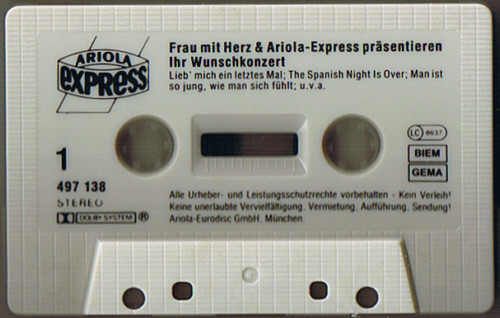 ARIOLA
EXPRESS
Frau mit Herz & Ariola-Express präsentieren
Ihr Wunschkonzert
Lieb' mich ein letztes Mal; The Spanish Night Is Over; Man ist
so jung, wie man sich fühlt; u.v.a.
LC 8637
BIEM
GEMA
1
497 138
STEREO
DOLBY SYSTEM ®
Alle Urheber- und Leistungsschutzrechte vorbehalten - Kein Verleih!
Keine unerlaubte Vervielfältigung, Vermietung, Aufführung, Sendung!
Ariola-Eurodisc GmbH, München.